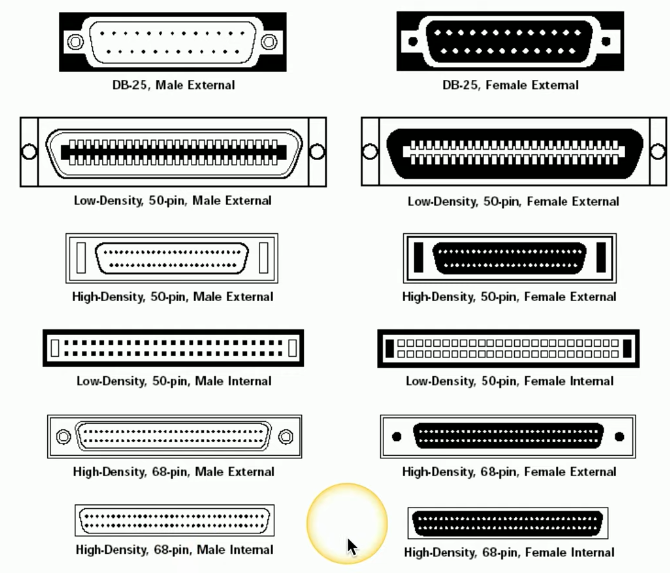 DB-25, Male External
DB-25, Female External
Low-Density, 50-pin, Male External
Low-Density, 50-pin, Female External
High-Density, 50-pin, Male External
High-Density, 50-pin, Female External
Low-Density, 50-pin, Male Internal
Low-Density, 50-pin, Female Internal
High-Density, 68-pin, Male External
High-Density, 68-pin, Female External
High-Density, 68-pin, Male Internal
High-Density, 68-pin, Female Internal